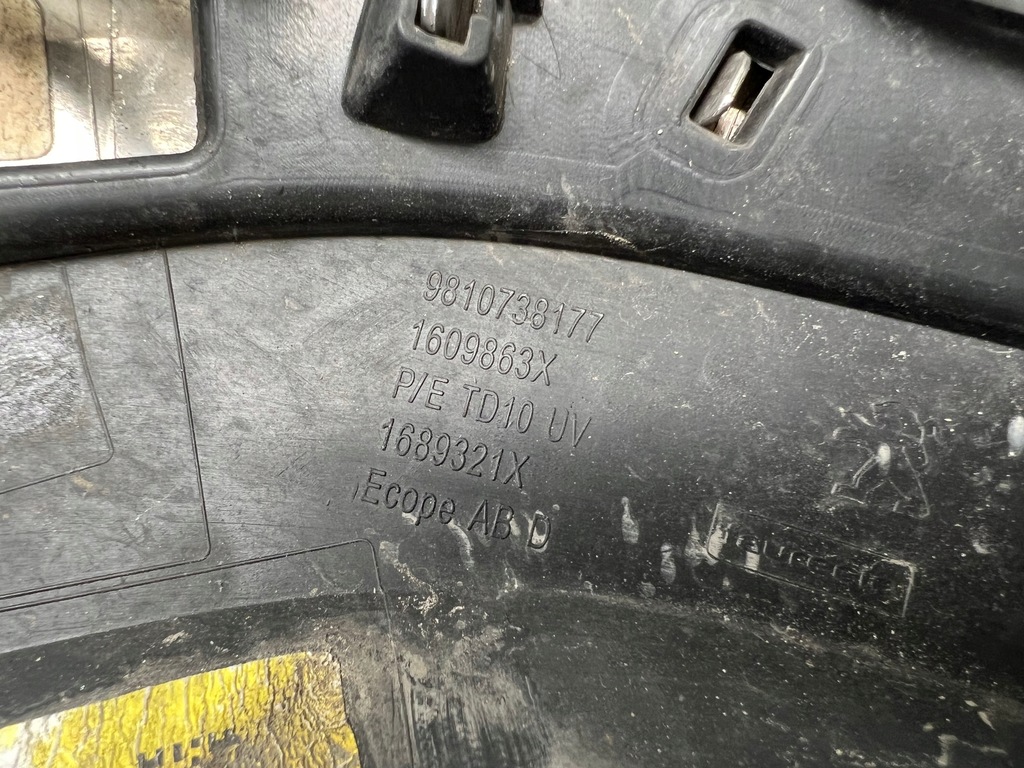 9810738177
1609863X
P/E TD10 UV
1689321X
Ecope AB D